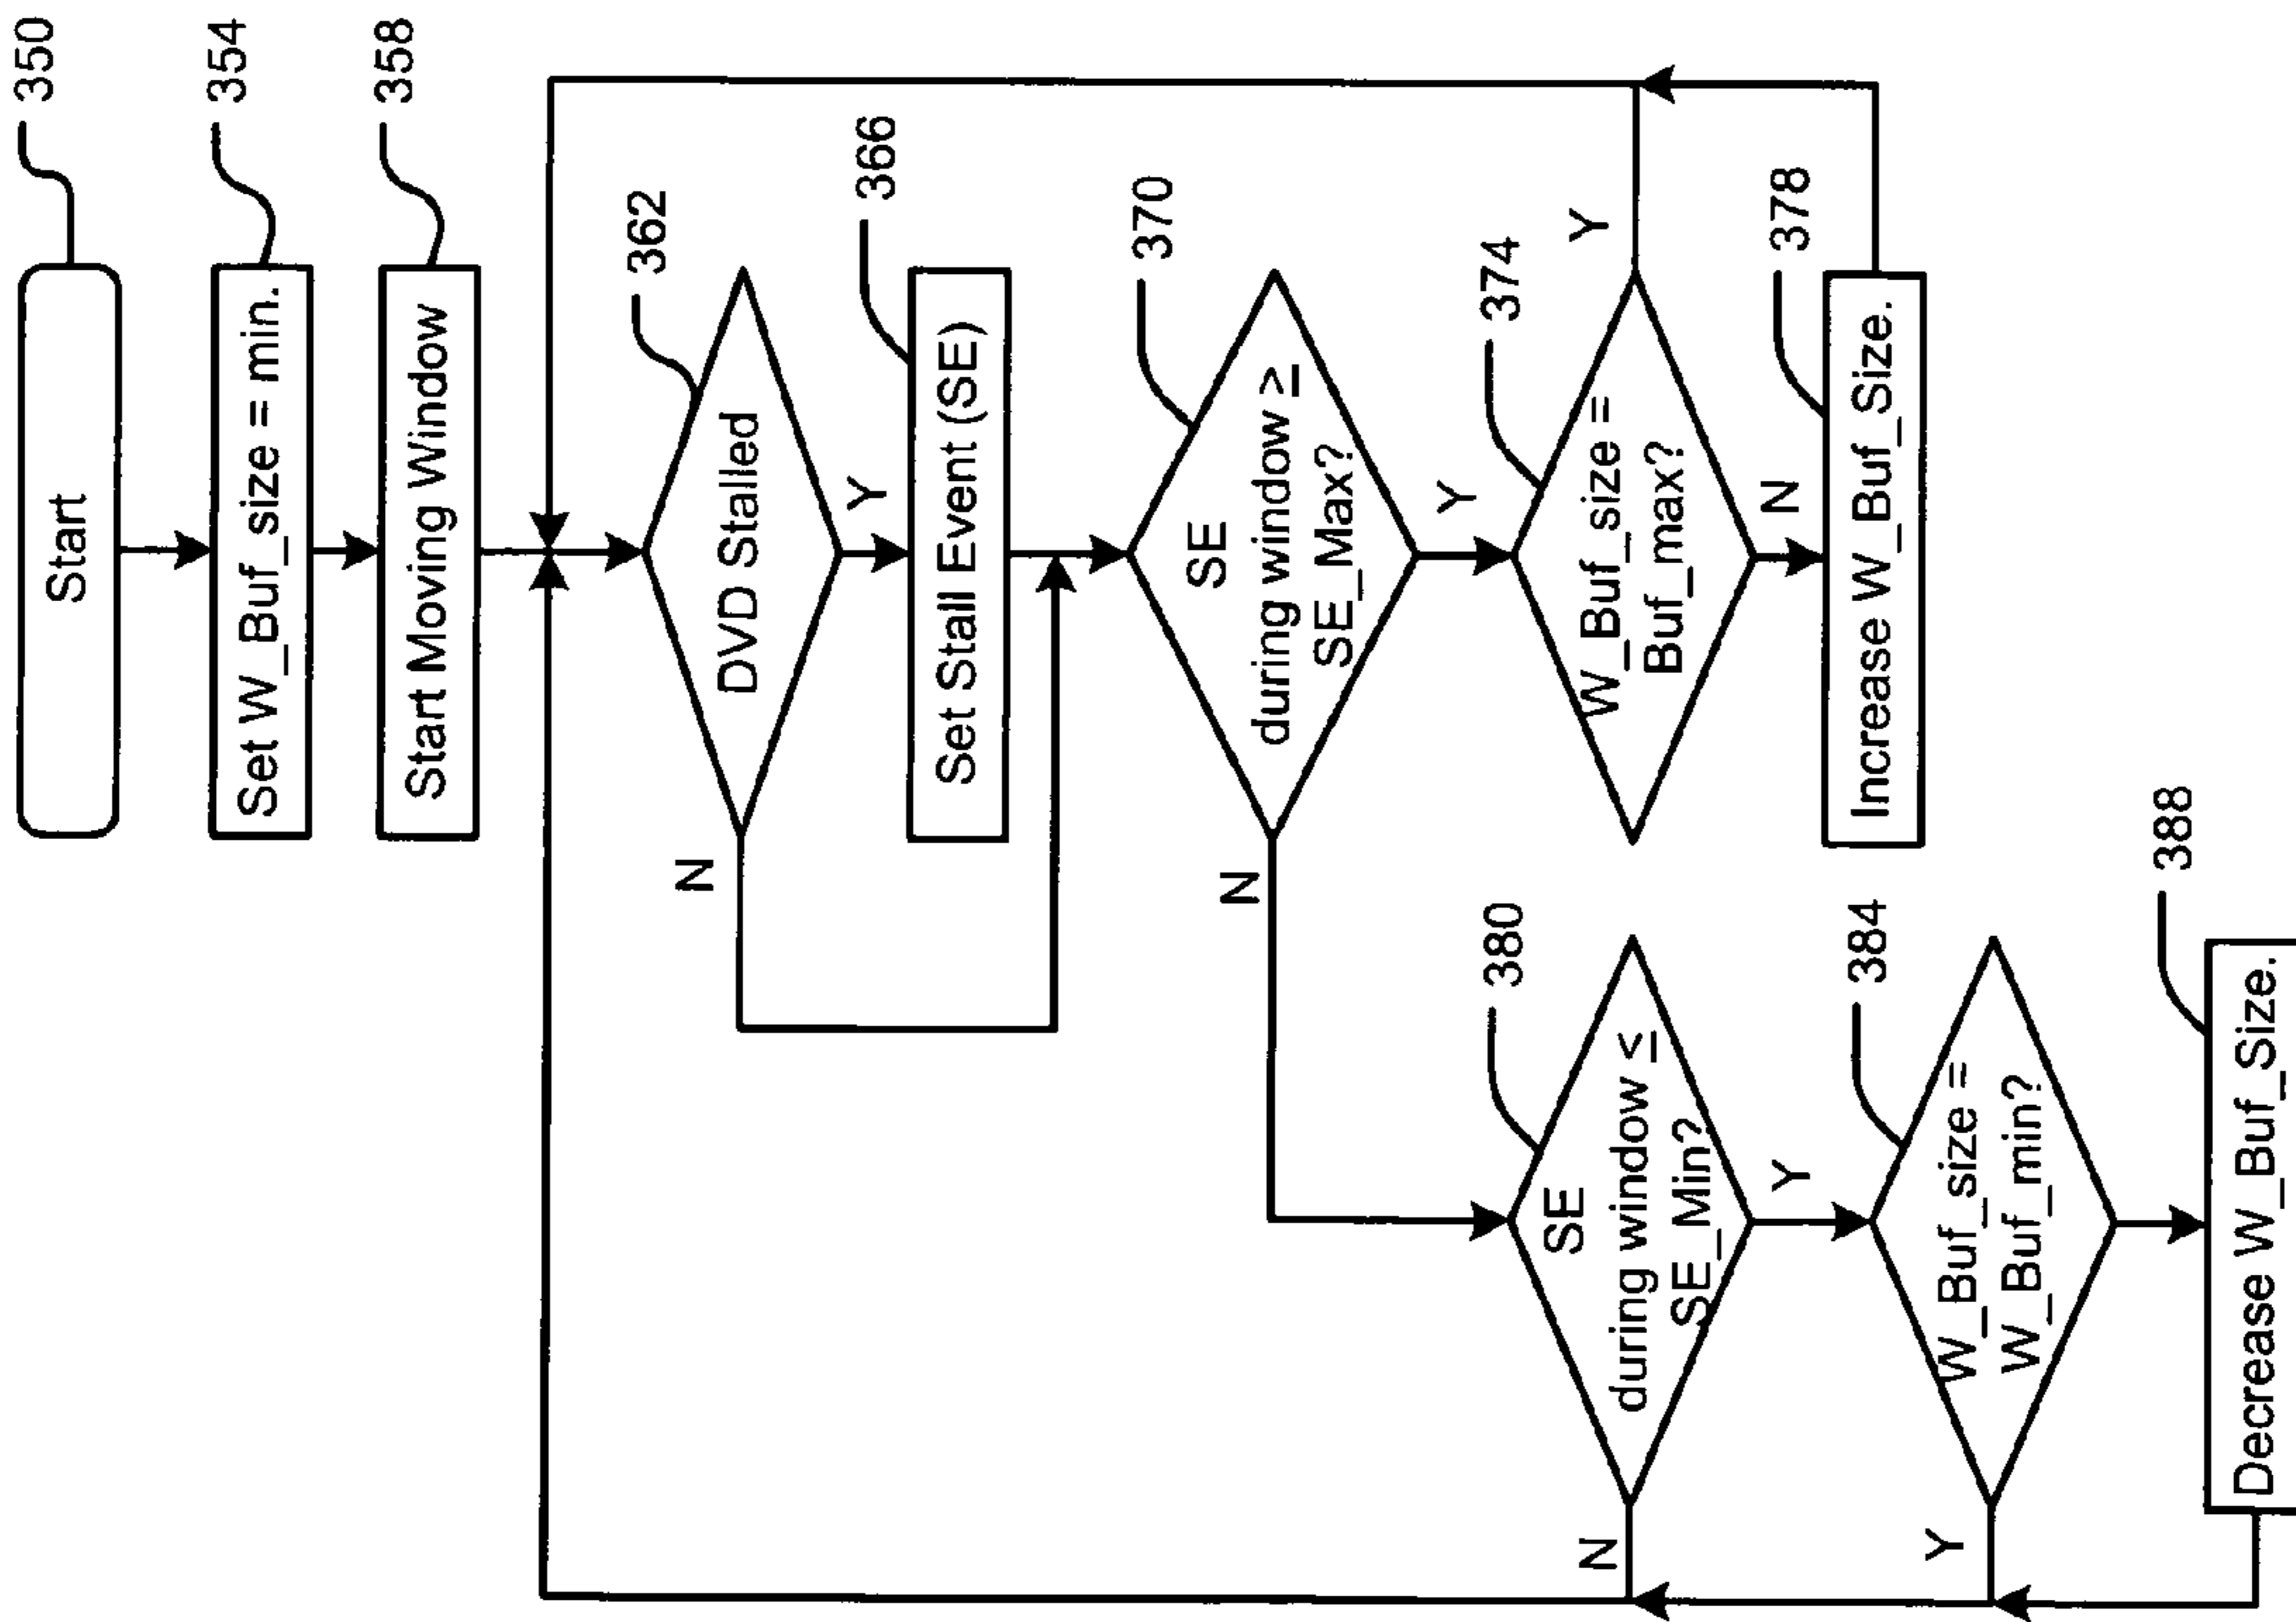 Start
350
Set W_Buf_size = min.
354
Start Moving Window
358
DVD Stalled
362
N
Y
Set Stall Event (SE)
366
SE
during window ≥
SE_Max?
370
N
Y
W_Buf_size =
Buf_max?
374
Y
N
Increase W_Buf_Size.
378
SE
during window ≤
SE_Min?
380
N
Y
W_Buf_size =
W_Buf_min?
384
Y
Decrease W_Buf_Size.
388